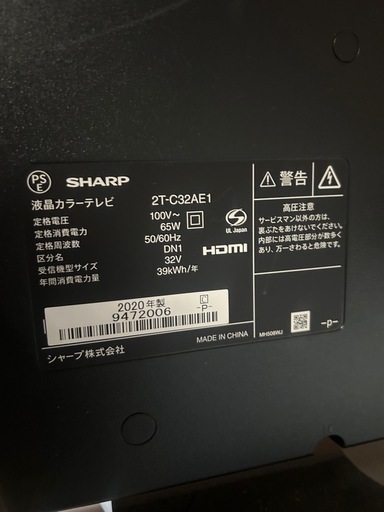 PS
E
SHARP
液晶カラーテレビ 2T-C32AE1
定格電圧 100V~
定格消費電力 65W
定格周波数 50/60Hz
区分名 DN1
受信機型サイズ 32V
年間消費電力量 39kWh/年
UL Japan
HDMI
2020年製 C
9472006 -P-
シャープ株式会社
MADE IN CHINA
警告
高圧注意
サービスマン以外の方は、
裏ぶたをあけないでください。
内部には高電圧部分が数多く
あり、万一さわると危険です。
-P-
MH508WJ